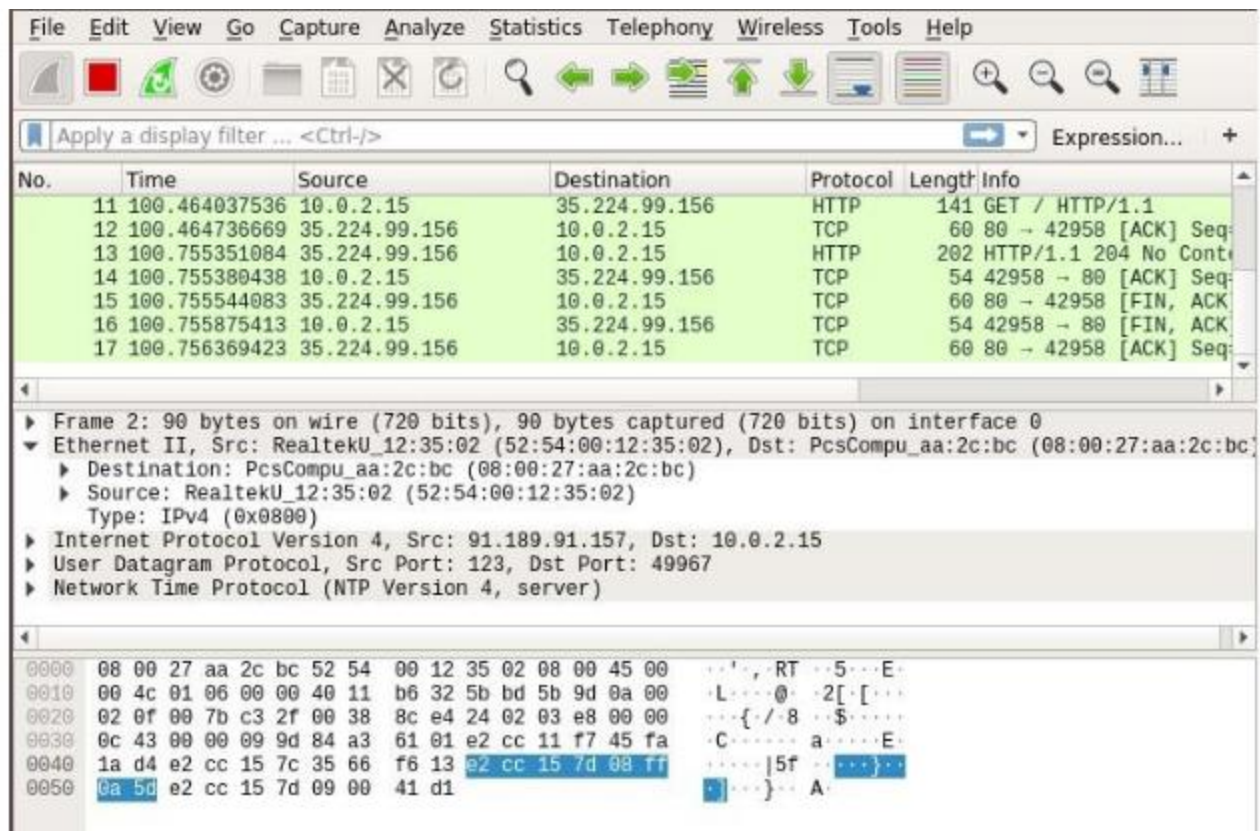 File Edit View Go Capture Analyze Statistics Telephony Wireless Tools Help
Apply a display filter ... <Ctrl-/> Expression... +
No. Time Source Destination Protocol Length Info
11 100.464037536 10.0.2.15 35.224.99.156 HTTP 141 GET / HTTP/1.1
12 100.464736669 35.224.99.156 10.0.2.15 TCP 60 80 → 42958 [ACK] Seq=
13 100.755351084 35.224.99.156 10.0.2.15 HTTP 202 HTTP/1.1 204 No Conte
14 100.755380438 10.0.2.15 35.224.99.156 TCP 54 42958 → 80 [ACK] Seq=
15 100.755544083 35.224.99.156 10.0.2.15 TCP 60 80 → 42958 [FIN, ACK
16 100.755875413 10.0.2.15 35.224.99.156 TCP 54 42958 → 80 [FIN, ACK
17 100.756369423 35.224.99.156 10.0.2.15 TCP 60 80 → 42958 [ACK] Seq=
Frame 2: 90 bytes on wire (720 bits), 90 bytes captured (720 bits) on interface 0
Ethernet II, Src: RealtekU_12:35:02 (52:54:00:12:35:02), Dst: PcsCompu_aa:2c:bc (08:00:27:aa:2c:bc)
Destination: PcsCompu_aa:2c:bc (08:00:27:aa:2c:bc)
Source: RealtekU_12:35:02 (52:54:00:12:35:02)
Type: IPv4 (0x0800)
Internet Protocol Version 4, Src: 91.189.91.157, Dst: 10.0.2.15
User Datagram Protocol, Src Port: 123, Dst Port: 49967
Network Time Protocol (NTP Version 4, server)
0000 08 00 27 aa 2c bc 52 54 00 12 35 02 08 00 45 00 ··'·,·RT ··5···E·
0010 00 4c 01 06 00 00 40 11 b6 32 5b bd 5b 9d 0a 00 ·L····@· ·2[·[···
0020 02 0f 00 7b c3 2f 00 38 8c e4 24 02 03 e8 00 00 ···{·/·8 ··$·····
0030 0c 43 00 00 09 9d 84 a3 61 01 e2 cc 11 f7 45 fa ·C······ a·····E·
0040 1a d4 e2 cc 15 7c 35 66 f6 13 e2 cc 15 7d 08 ff ·····|5f ·····}··
0050 0a 5d e2 cc 15 7d 09 00 41 d1 ·]···}·· A·